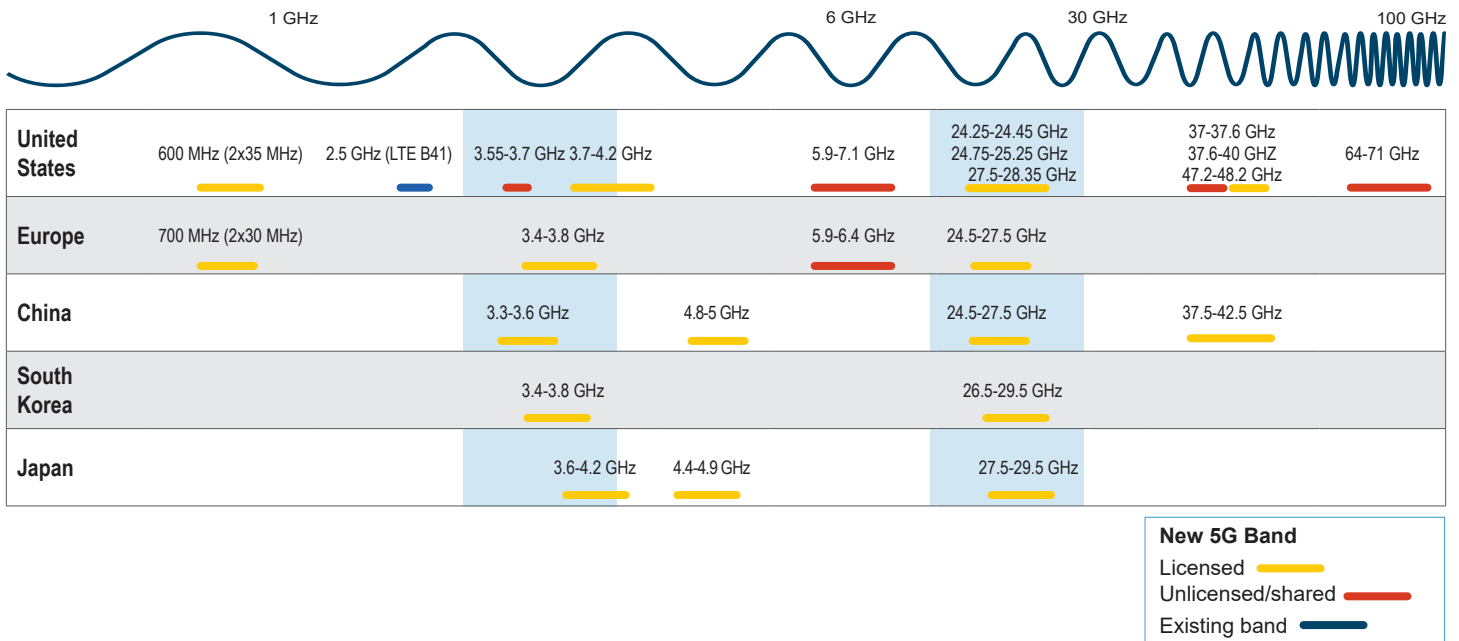 1 GHz 6 GHz 30 GHz 100 GHz
United
States
600 MHz (2x35 MHz) 2.5 GHz (LTE B41) 3.55-3.7 GHz 3.7-4.2 GHz 5.9-7.1 GHz
24.25-24.45 GHz
24.75-25.25 GHz
27.5-28.35 GHz
37-37.6 GHz
37.6-40 GHZ
47.2-48.2 GHz
64-71 GHz
Europe 700 MHz (2x30 MHz) 3.4-3.8 GHz 5.9-6.4 GHz 24.5-27.5 GHz
China 3.3-3.6 GHz 4.8-5 GHz 24.5-27.5 GHz 37.5-42.5 GHz
South
Korea
3.4-3.8 GHz 26.5-29.5 GHz
Japan 3.6-4.2 GHz 4.4-4.9 GHz 27.5-29.5 GHz
New 5G Band
Licensed
Unlicensed/shared
Existing band